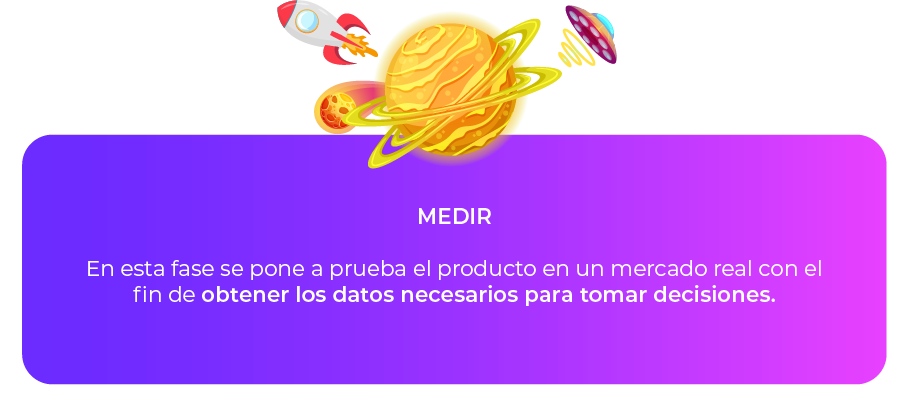 MEDIR
En esta fase se pone a prueba el producto en un mercado real con el
fin de obtener los datos necesarios para tomar decisiones.